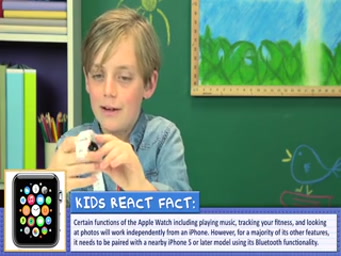 KIDS REACT FACT:
Certain functions of the Apple Watch including playing music, tracking your fitness, and looking
at photos will work independently from an iPhone. However, for a majority of its other features,
it needs to be paired with a nearby iPhone 5 or later model using its Bluetooth functionality.